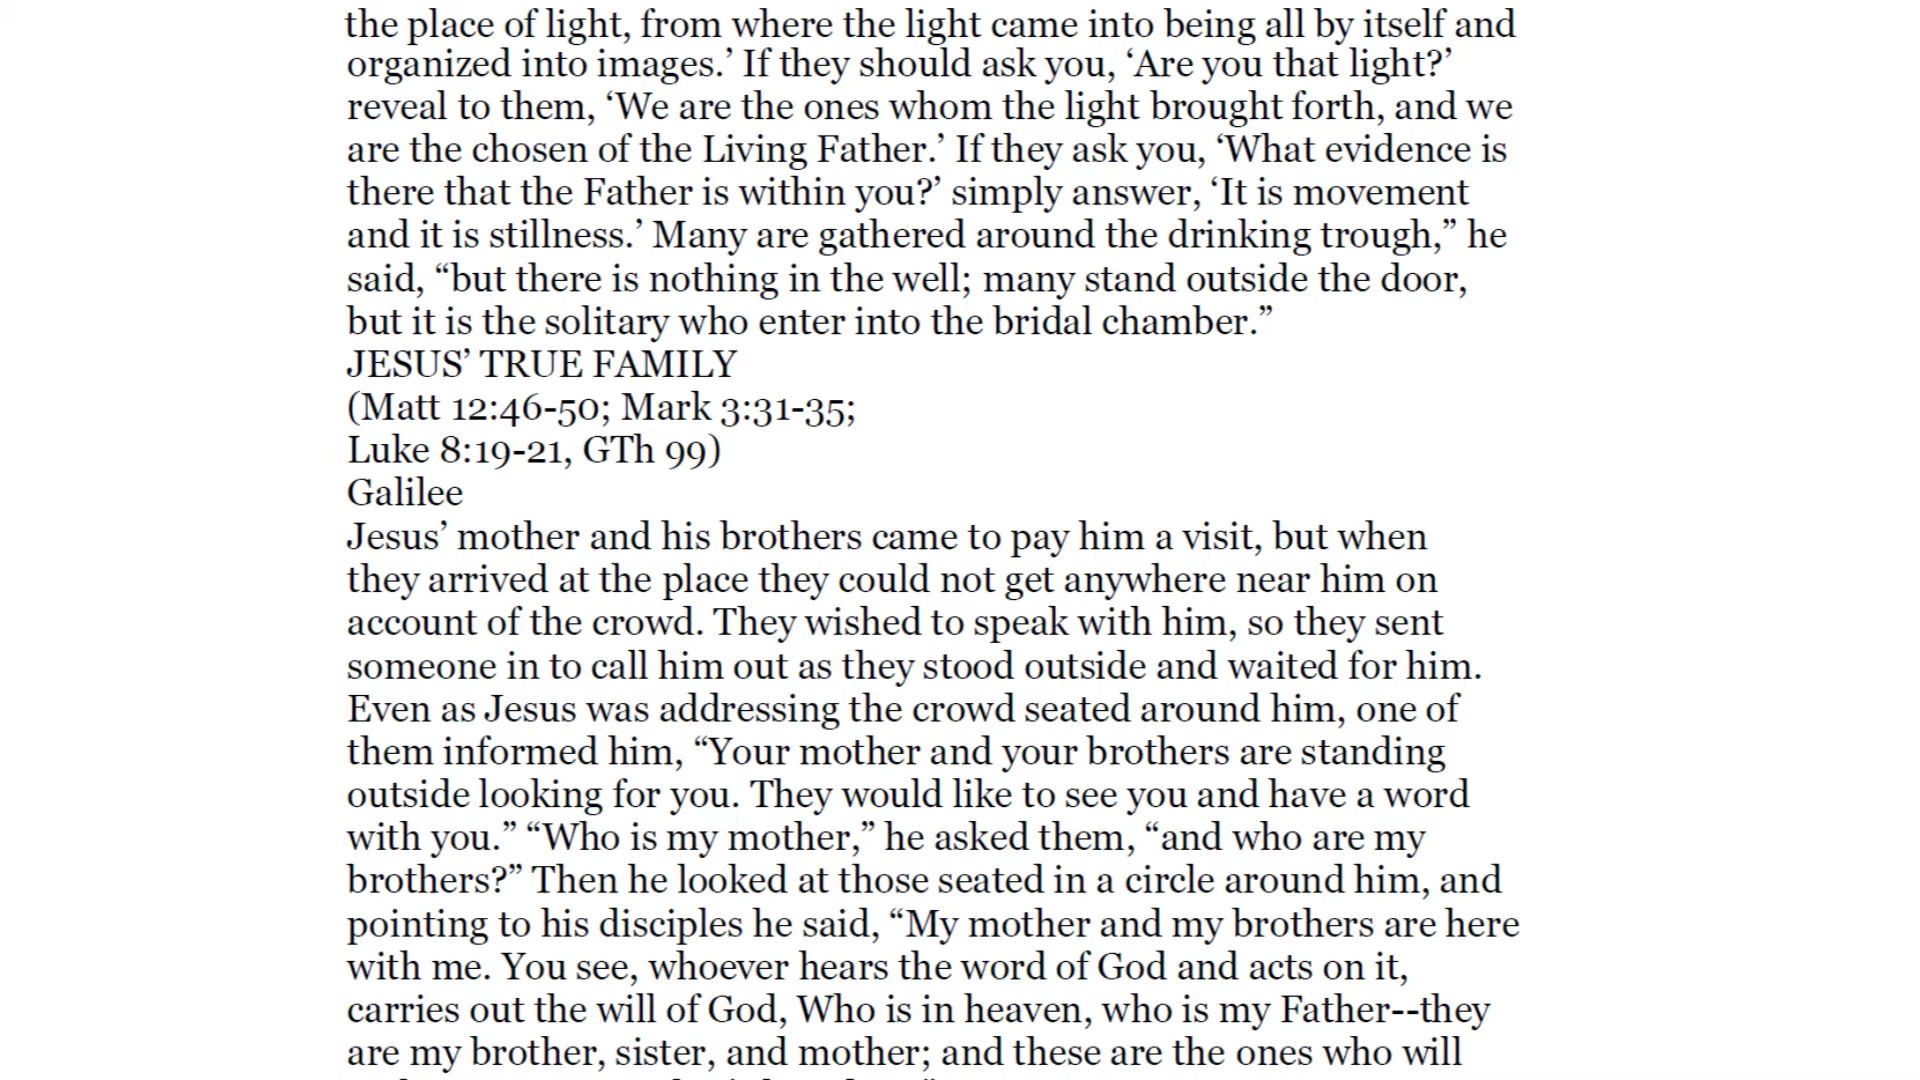 the place of light, from where the light came into being all by itself and
organized into images.’ If they should ask you, ‘Are you that light?’
reveal to them, ‘We are the ones whom the light brought forth, and we
are the chosen of the Living Father.’ If they ask you, ‘What evidence is
there that the Father is within you?’ simply answer, ‘It is movement
and it is stillness.’ Many are gathered around the drinking trough,” he
said, “but there is nothing in the well; many stand outside the door,
but it is the solitary who enter into the bridal chamber.”
JESUS’ TRUE FAMILY
(Matt 12:46-50; Mark 3:31-35;
Luke 8:19-21, GTh 99)
Galilee
Jesus’ mother and his brothers came to pay him a visit, but when
they arrived at the place they could not get anywhere near him on
account of the crowd. They wished to speak with him, so they sent
someone in to call him out as they stood outside and waited for him.
Even as Jesus was addressing the crowd seated around him, one of
them informed him, “Your mother and your brothers are standing
outside looking for you. They would like to see you and have a word
with you.” “Who is my mother,” he asked them, “and who are my
brothers?” Then he looked at those seated in a circle around him, and
pointing to his disciples he said, “My mother and my brothers are here
with me. You see, whoever hears the word of God and acts on it,
carries out the will of God, Who is in heaven, who is my Father--they
are my brother, sister, and mother; and these are the ones who will